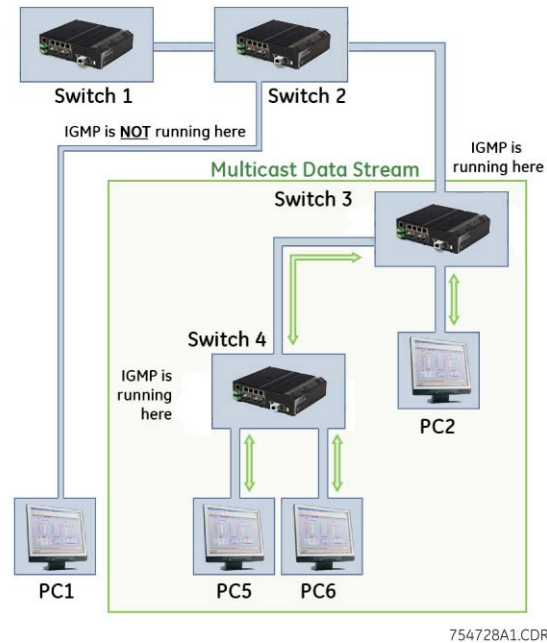 Switch 1
Switch 2
IGMP is NOT running here
IGMP is
running here
Multicast Data Stream
Switch 3
Switch 4
IGMP is
running
here
PC2
PC1
PC5
PC6
754728A1.CDR